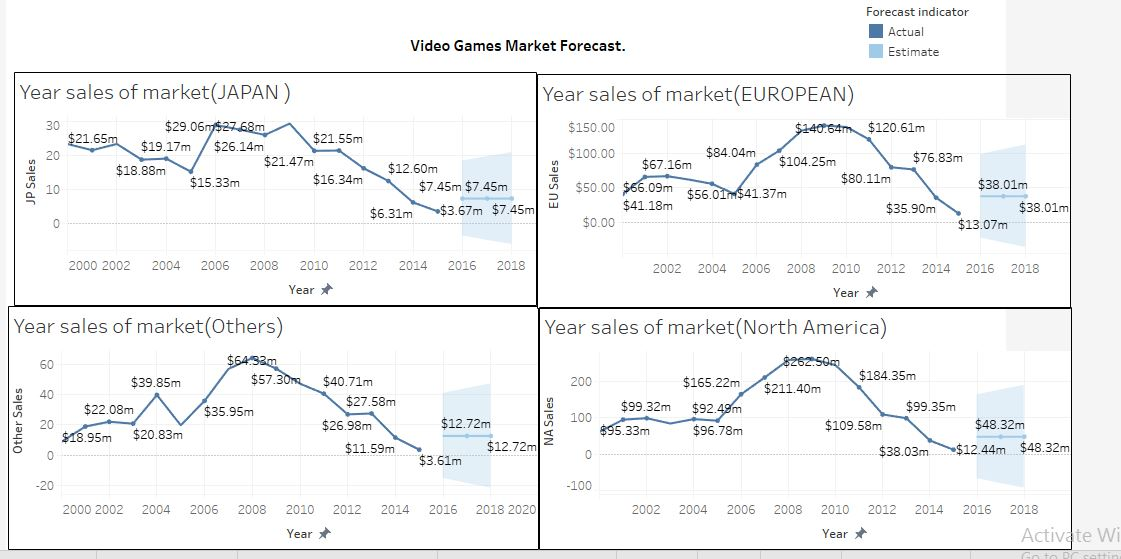 Forecast indicator
Actual
Estimate
Video Games Market Forecast.
Year sales of market(JAPAN )
JP Sales
30
20
10
0
$21.65m
$18.88m
$19.17m
$15.33m
$29.06m
$27.68m
$26.14m
$21.47m
$21.55m
$16.34m
$12.60m
$6.31m
$3.67m
$7.45m
$7.45m
$7.45m
2000 2002 2004 2006 2008 2010 2012 2014 2016 2018
Year
Year sales of market(EUROPEAN)
EU Sales
$150.00
$100.00
$50.00
$0.00
$41.18m
$66.09m
$67.16m
$56.01m
$41.37m
$84.04m
$104.25m
$140.64m
$120.61m
$80.11m
$76.83m
$35.90m
$13.07m
$38.01m
$38.01m
2002 2004 2006 2008 2010 2012 2014 2016 2018
Year
Year sales of market(Others)
Other Sales
60
40
20
0
-20
$18.95m
$22.08m
$20.83m
$39.85m
$35.95m
$64.33m
$57.30m
$40.71m
$26.98m
$27.58m
$11.59m
$3.61m
$12.72m
$12.72m
2000 2002 2004 2006 2008 2010 2012 2014 2016 2018 2020
Year
Year sales of market(North America)
NA Sales
200
100
0
-100
$95.33m
$99.32m
$96.78m
$92.49m
$165.22m
$211.40m
$262.50m
$184.35m
$109.58m
$99.35m
$38.03m
$12.44m
$48.32m
$48.32m
2002 2004 2006 2008 2010 2012 2014 2016 2018
Year
Activate Wi
Go to PC setting